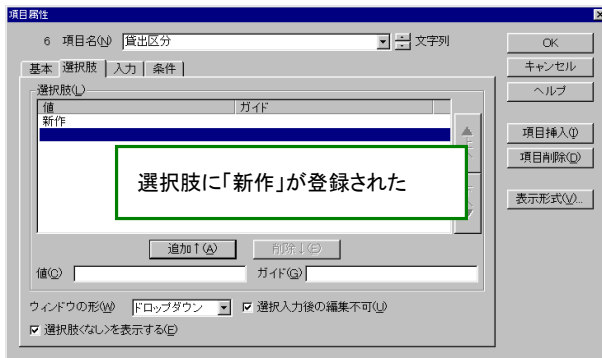 項目属性
6 項目名(N) 貸出区分 文字列
OK
キャンセル
ヘルプ
項目挿入(I)
項目削除(D)
表示形式(V)...
基本 選択肢 入力 条件
選択肢(L)
値 ガイド
新作
選択肢に「新作」が登録された
追加↑(A) 削除↓(E)
値(C) ガイド(G)
ウィンドウの形(W) ドロップダウン 選択入力後の編集不可(U)
選択肢<なし>を表示する(E)